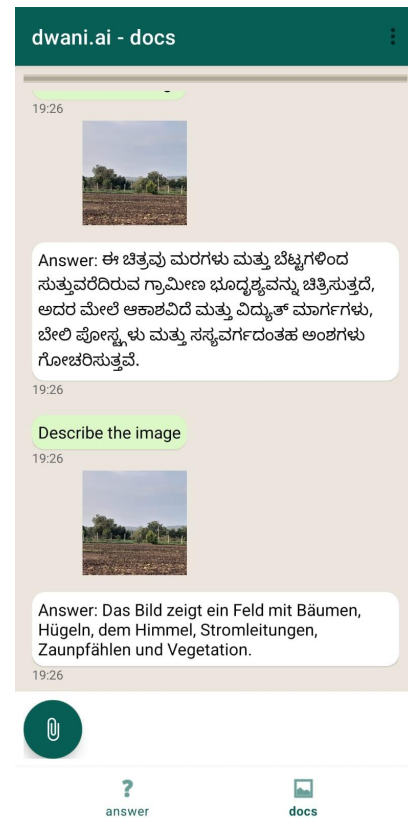 dwani.ai - docs
19:26
Answer: ಈ ಚಿತ್ರವು ಮರಗಳು ಮತ್ತು ಬೆಟ್ಟಗಳಿಂದ
ಸುತ್ತುವರೆದಿರುವ ಗ್ರಾಮೀಣ ಭೂದೃಶ್ಯವನ್ನು ಚಿತ್ರಿಸುತ್ತದೆ,
ಅದರ ಮೇಲೆ ಆಕಾಶವಿದೆ ಮತ್ತು ವಿದ್ಯುತ್ ಮಾರ್ಗಗಳು,
ಬೇಲಿ ಪೋಸ್ಟ್ಗಳು ಮತ್ತು ಸಸ್ಯವರ್ಗದಂತಹ ಅಂಶಗಳು
ಗೋಚರಿಸುತ್ತವೆ.
19:26
Describe the image
19:26
Answer: Das Bild zeigt ein Feld mit Bäumen,
Hügeln, dem Himmel, Stromleitungen,
Zaunpfählen und Vegetation.
19:26
?
answer
docs